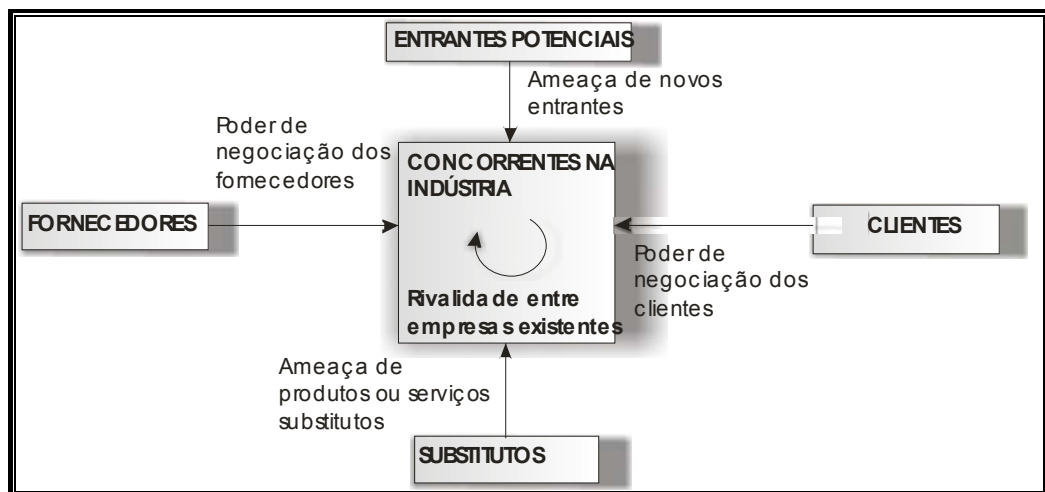 ENTRANTES POTENCIAIS
Ameaça de novos
entrantes
Poder de
negociação dos
fornecedores
CONCORRENTES NA
INDÚSTRIA
FORNECEDORES
CLIENTES
Poder de
negociação dos
clientes
Rivalidade entre
empresas existentes
Ameaça de
produtos ou serviços
substitutos
SUBSTITUTOS